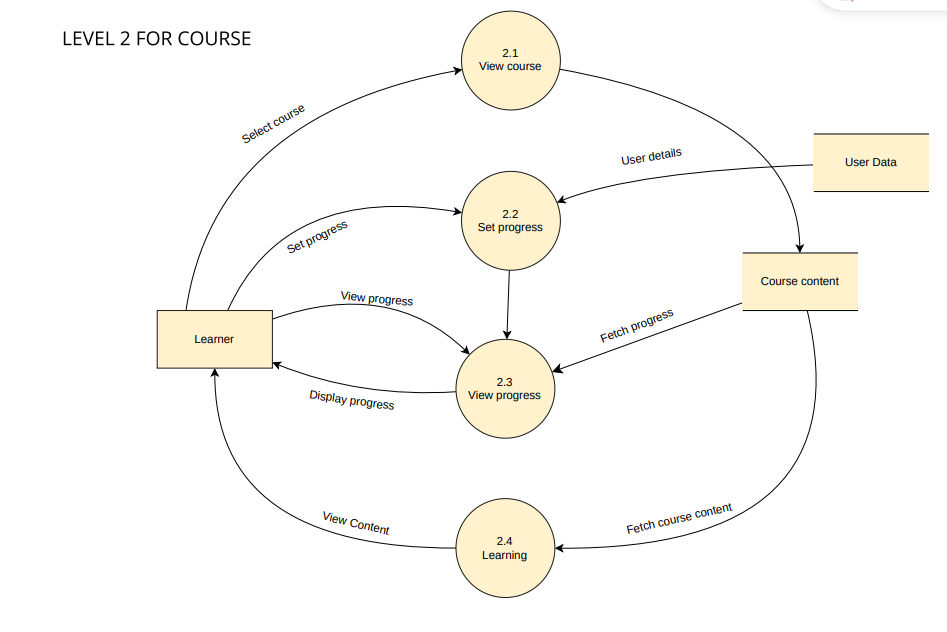 LEVEL 2 FOR COURSE
2.1
View course
Select course
User details
User Data
2.2
Set progress
Set progress
Course content
View progress
Learner
Fetch progress
2.3
View progress
Display progress
View Content
Fetch course content
2.4
Learning